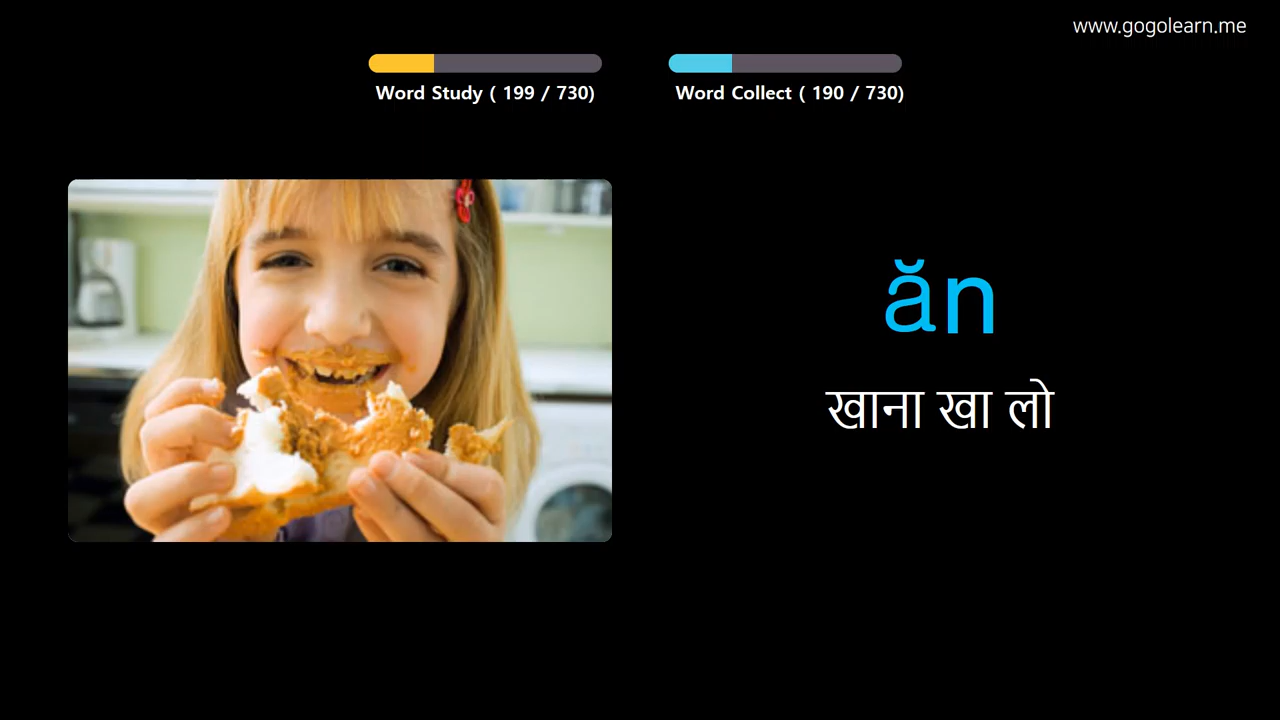 www.gogolearn.me
Word Study ( 199 / 730)
Word Collect ( 190 / 730)
ăn
खाना खा लो